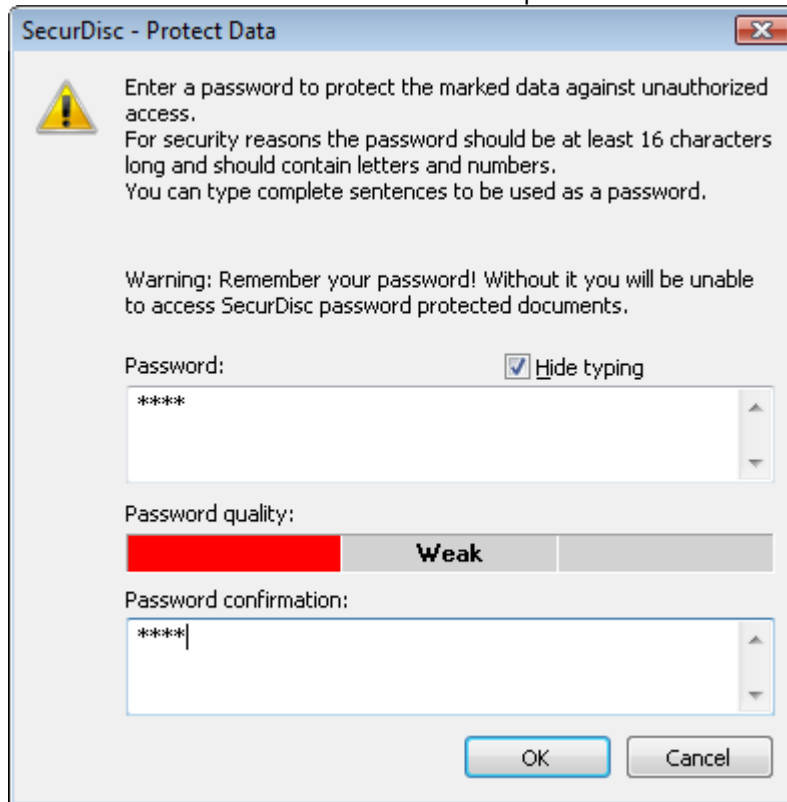 SecurDisc - Protect Data
Enter a password to protect the marked data against unauthorized
access.
For security reasons the password should be at least 16 characters
long and should contain letters and numbers.
You can type complete sentences to be used as a password.
Warning: Remember your password! Without it you will be unable
to access SecurDisc password protected documents.
Password: Hide typing
****
Password quality:
Weak
Password confirmation:
****
OK Cancel